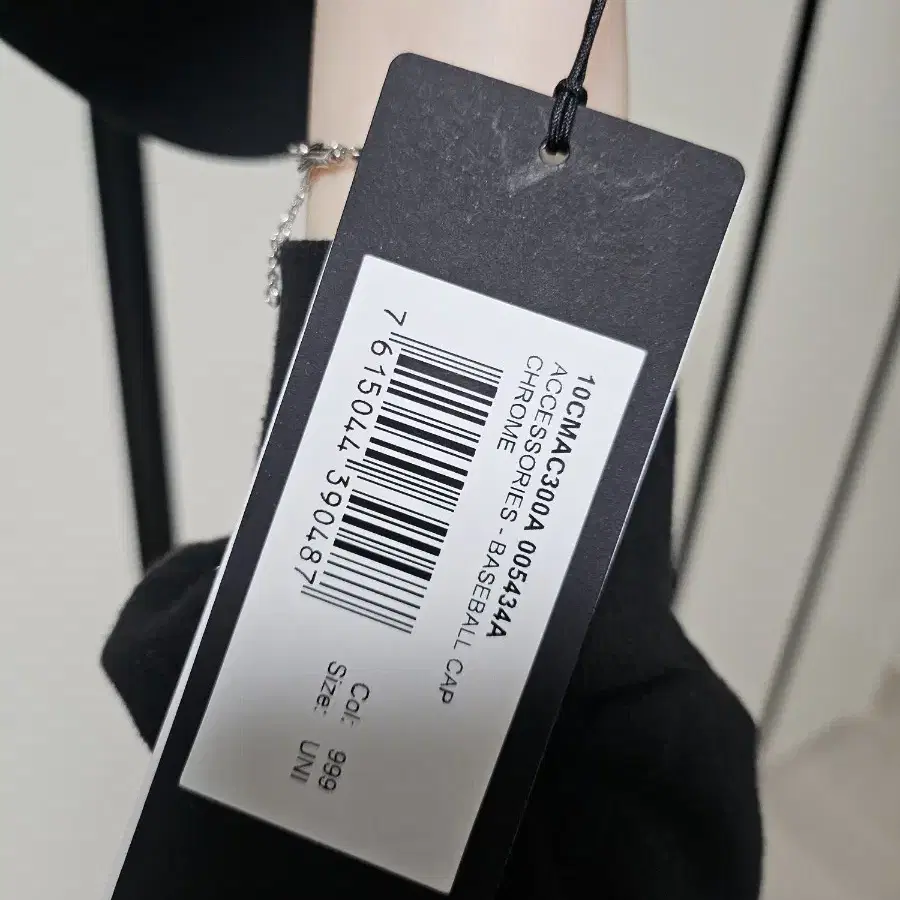 10CMAC300A 005434A
ACCESSORIES - BASEBALL CAP
CHROME
7 615044 390487
Col: 999
Size: UNI